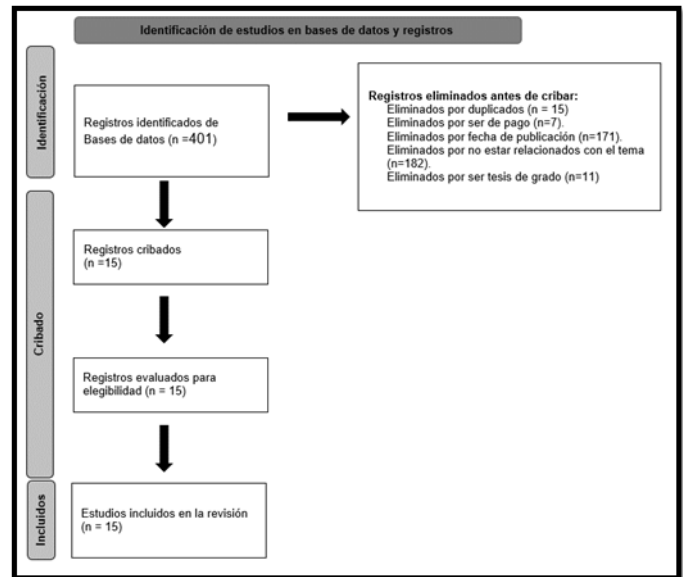 Identificación de estudios en bases de datos y registros
Identificación
Registros identificados de
Bases de datos (n =401)
Registros eliminados antes de cribar:
Eliminados por duplicados (n = 15)
Eliminados por ser de pago (n=7).
Eliminados por fecha de publicación (n=171).
Eliminados por no estar relacionados con el tema
(n=182).
Eliminados por ser tesis de grado (n=11)
Cribado
Registros cribados
(n =15)
Registros evaluados para
elegibilidad (n = 15)
Incluidos
Estudios incluidos en la revisión
(n = 15)